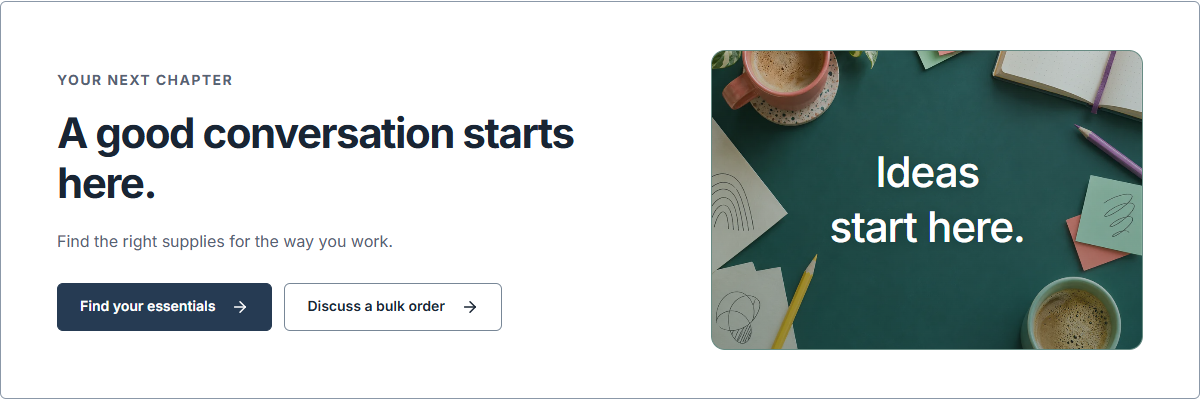 YOUR NEXT CHAPTER
A good conversation starts
here.
Find the right supplies for the way you work.
Find your essentials
Discuss a bulk order
Ideas
start here.